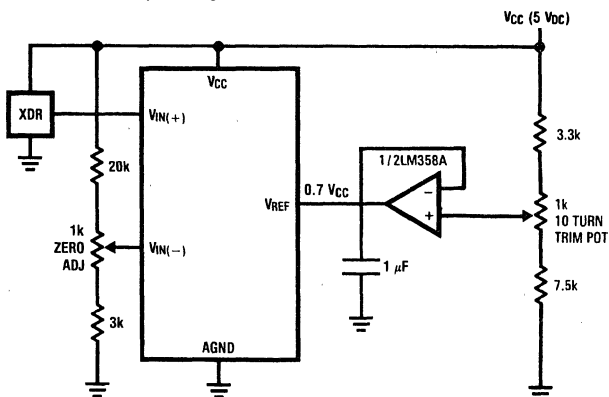 VCC (5 VDC)
VCC
XDR
VIN(+)
3.3k
20k
1/2LM358A
0.7 VCC
VREF
−
+
1k
10 TURN
TRIM POT
1k
ZERO
ADJ
VIN(−)
1 μF
7.5k
3k
AGND